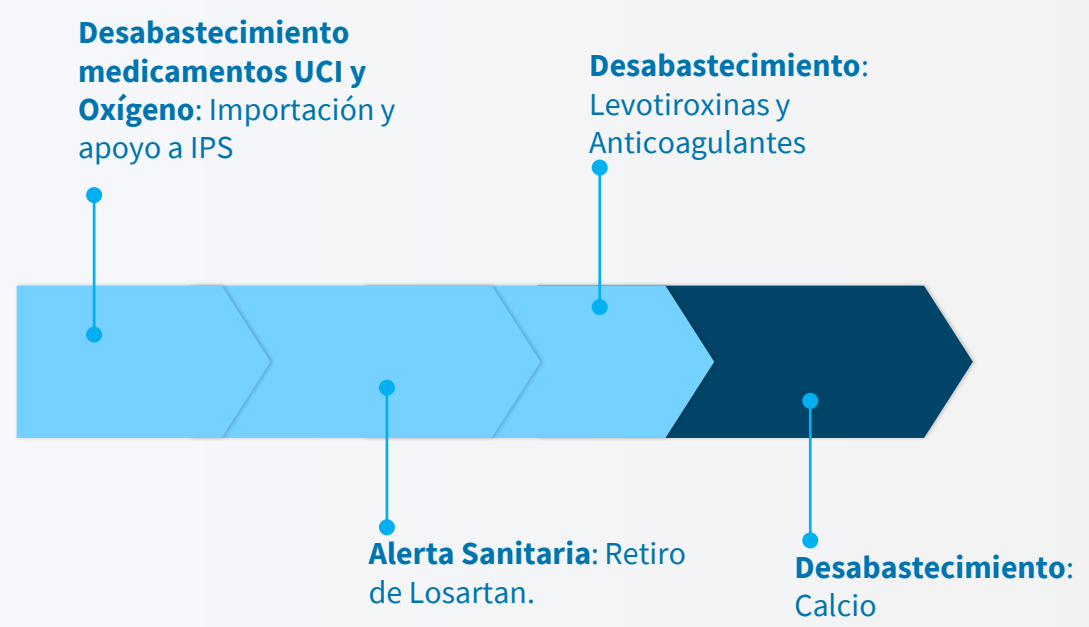 Desabastecimiento
medicamentos UCI y
Oxígeno: Importación y
apoyo a IPS
Desabastecimiento:
Levotiroxinas y
Anticoagulantes
Alerta Sanitaria: Retiro
de Losartan.
Desabastecimiento:
Calcio